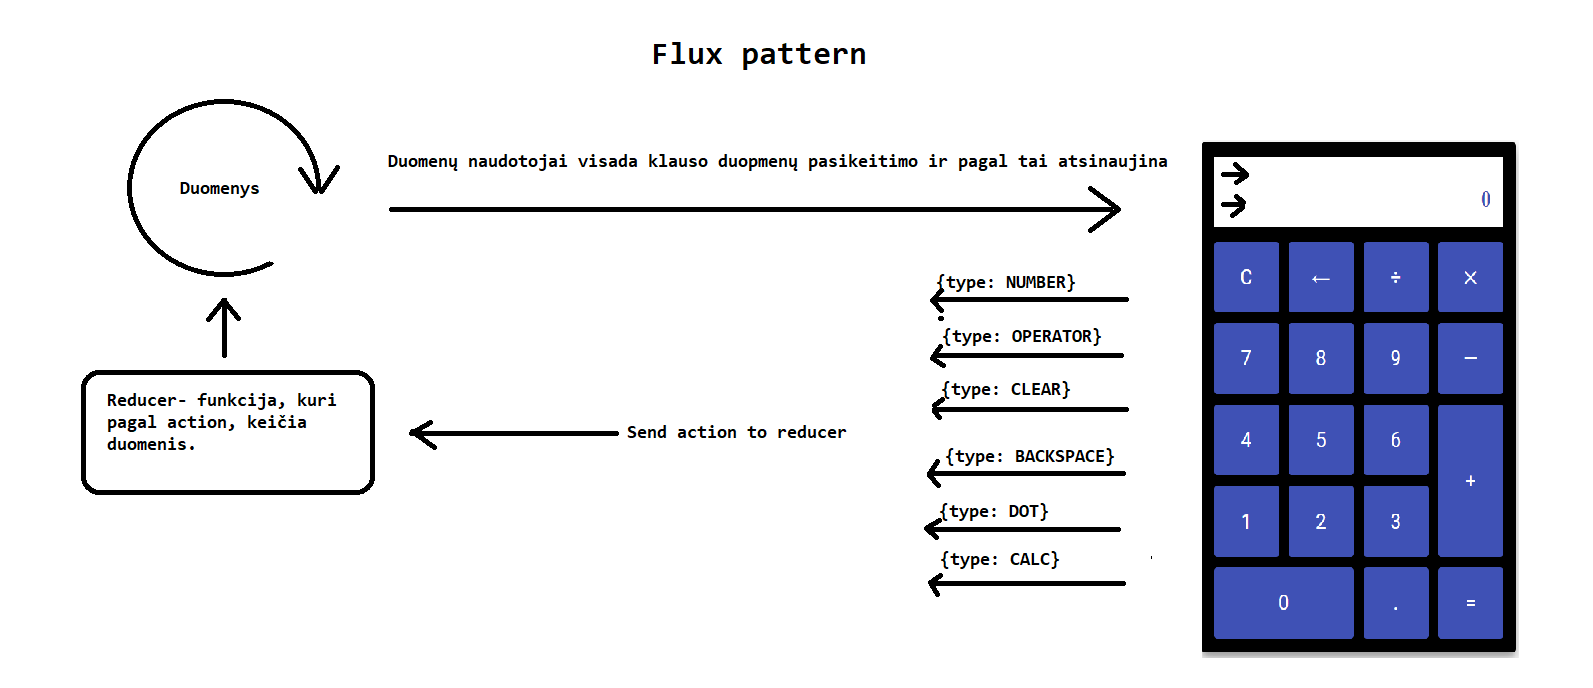 Flux pattern
Duomenų naudotojai visada klauso duopmenų pasikeitimo ir pagal tai atsinaujina
Duomenys
0
{type: NUMBER}
{type: OPERATOR}
{type: CLEAR}
Send action to reducer
{type: BACKSPACE}
{type: DOT}
{type: CALC}
Reducer- funkcija, kuri
pagal action, keičia
duomenis.
C ← ÷ ×
7 8 9 −
4 5 6 +
1 2 3
0 . =